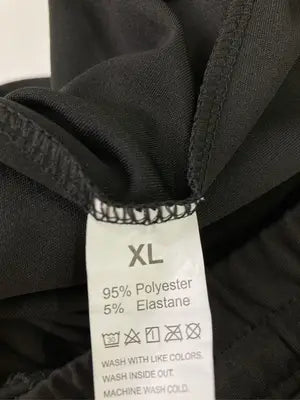 XL
95% Polyester
5% Elastane
WASH WITH LIKE COLORS.
WASH INSIDE OUT.
MACHINE WASH COLD.